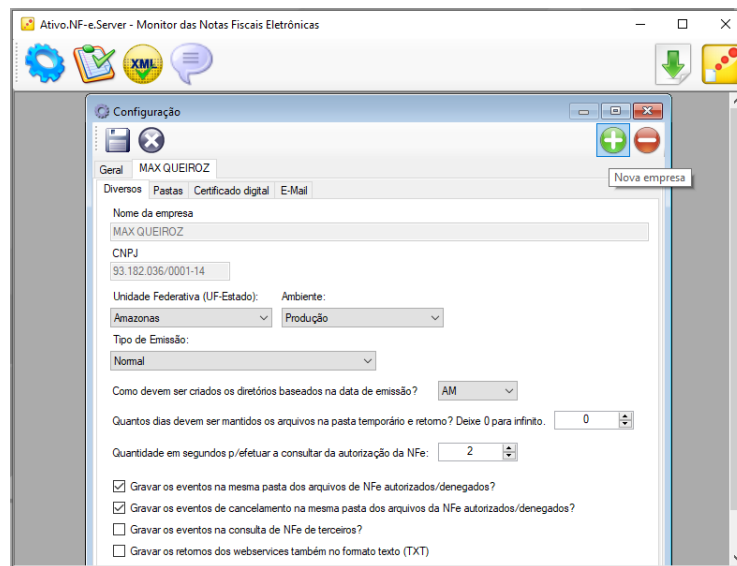 Ativo.NF-e.Server - Monitor das Notas Fiscais Eletrônicas
XML
Configuração
Geral MAX QUEIROZ
Nova empresa
Diversos Pastas Certificado digital E-Mail
Nome da empresa
MAX QUEIROZ
CNPJ
93.182.036/0001-14
Unidade Federativa (UF-Estado): Ambiente:
Amazonas Produção
Tipo de Emissão:
Normal
Como devem ser criados os diretórios baseados na data de emissão? AM
Quantos dias devem ser mantidos os arquivos na pasta temporário e retorno? Deixe 0 para infinito. 0
Quantidade em segundos p/efetuar a consultar da autorização da NFe: 2
Gravar os eventos na mesma pasta dos arquivos de NFe autorizados/denegados?
Gravar os eventos de cancelamento na mesma pasta dos arquivos da NFe autorizados/denegados?
Gravar os eventos na consulta de NFe de terceiros?
Gravar os retornos dos webservices também no formato texto (TXT)